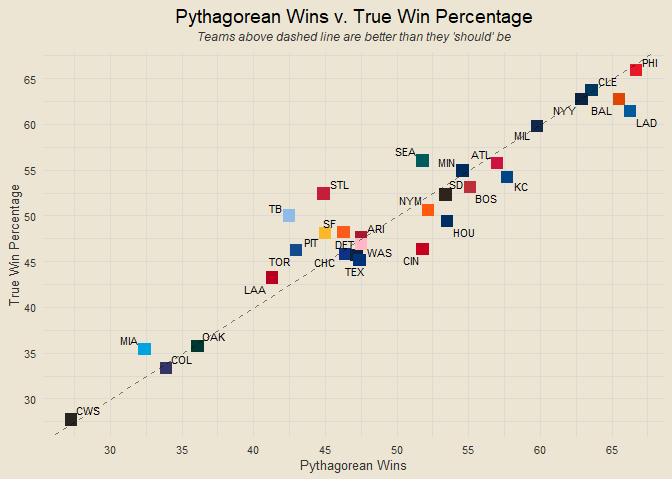 Pythagorean Wins v. True Win Percentage
Teams above dashed line are better than they 'should' be
True Win Percentage
65
60
55
50
45
40
35
30
PHI
CLE
NYY
BAL
LAD
MIL
SEA
MIN
ATL
STL
SD
KC
BOS
TB
NYM
SF
ARI
HOU
PIT
DET
WAS
TOR
CHC
CIN
TEX
LAA
MIA
OAK
COL
CWS
30
35
40
45
50
55
60
65
Pythagorean Wins